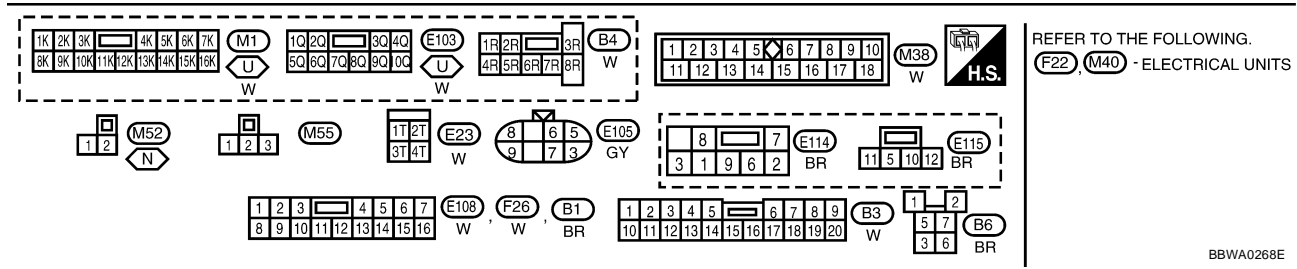 1K 2K 3K 4K 5K 6K 7K
8K 9K 10K 11K 12K 13K 14K 15K 16K
M1
U
W
1Q 2Q 3Q 4Q
5Q 6Q 7Q 8Q 9Q 0Q
E103
U
W
1R 2R 3R
4R 5R 6R 7R 8R
B4
W
1 2 3 4 5 6 7 8 9 10
11 12 13 14 15 16 17 18
M38
W
H.S.
REFER TO THE FOLLOWING.
F22 , M40 - ELECTRICAL UNITS
1 2
M52
N
1 2 3
M55
1T 2T
3T 4T
E23
W
8 6 5
9 7 3
E105
GY
8 7
3 1 9 6 2
E114
BR
11 5 10 12
E115
BR
1 2 3 4 5 6 7
8 9 10 11 12 13 14 15 16
E108 , F26 , B1
W W BR
1 2 3 4 5 6 7 8 9
10 11 12 13 14 15 16 17 18 19 20
B3
W
1 2
5 7
3 6
B6
BR
BBWA0268E